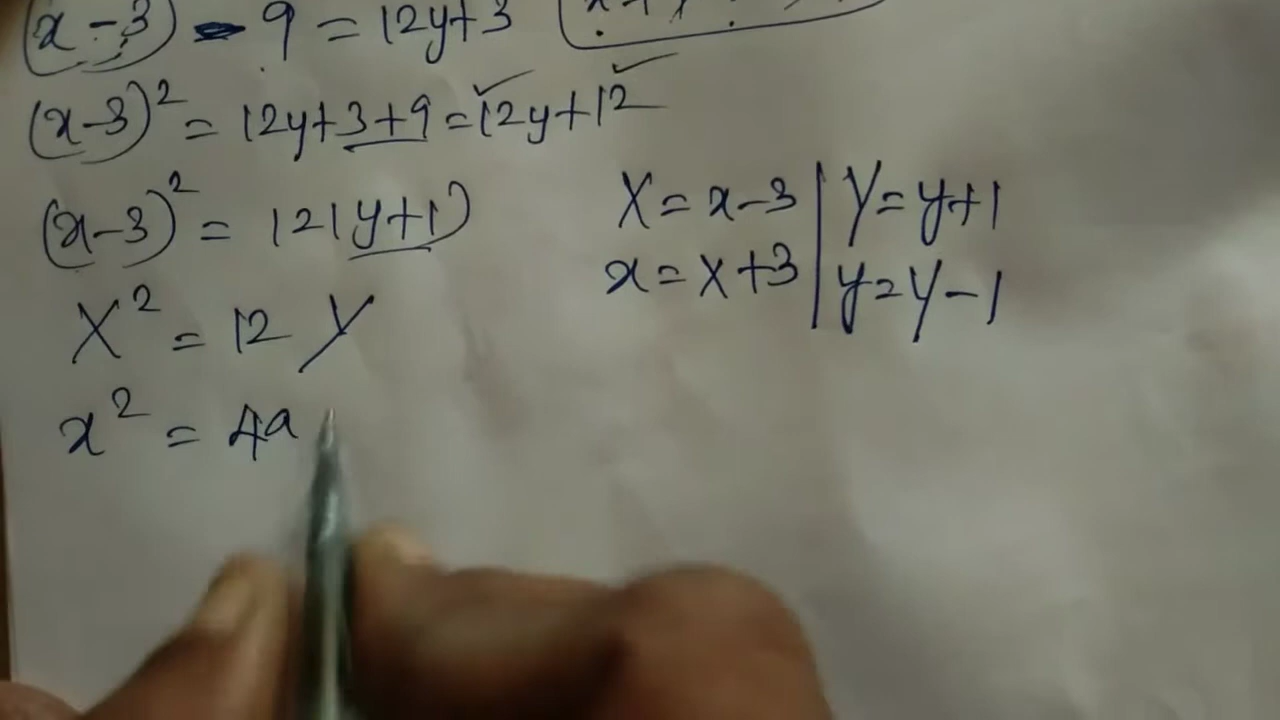 (x-3) - 9 = 12y+3
(x-3)² = 12y+3+9 = 12y+12
(x-3)² = 12(y+1)
X² = 12 Y
x² = 4a
X = x-3 | Y = y+1
x = X+3 | y = Y-1